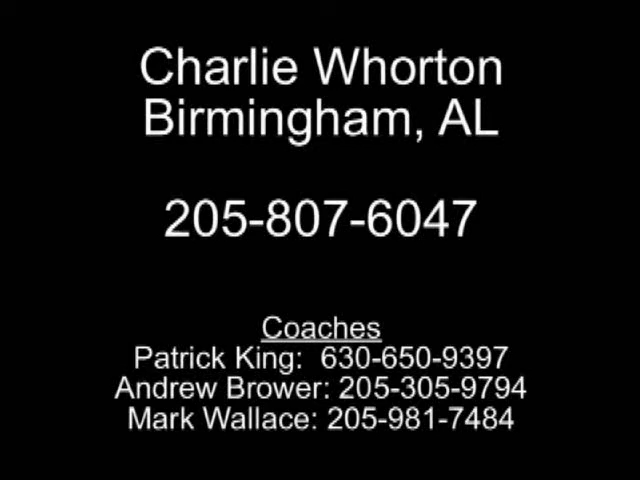 Charlie Whorton
Birmingham, AL
205-807-6047
Coaches
Patrick King: 630-650-9397
Andrew Brower: 205-305-9794
Mark Wallace: 205-981-7484